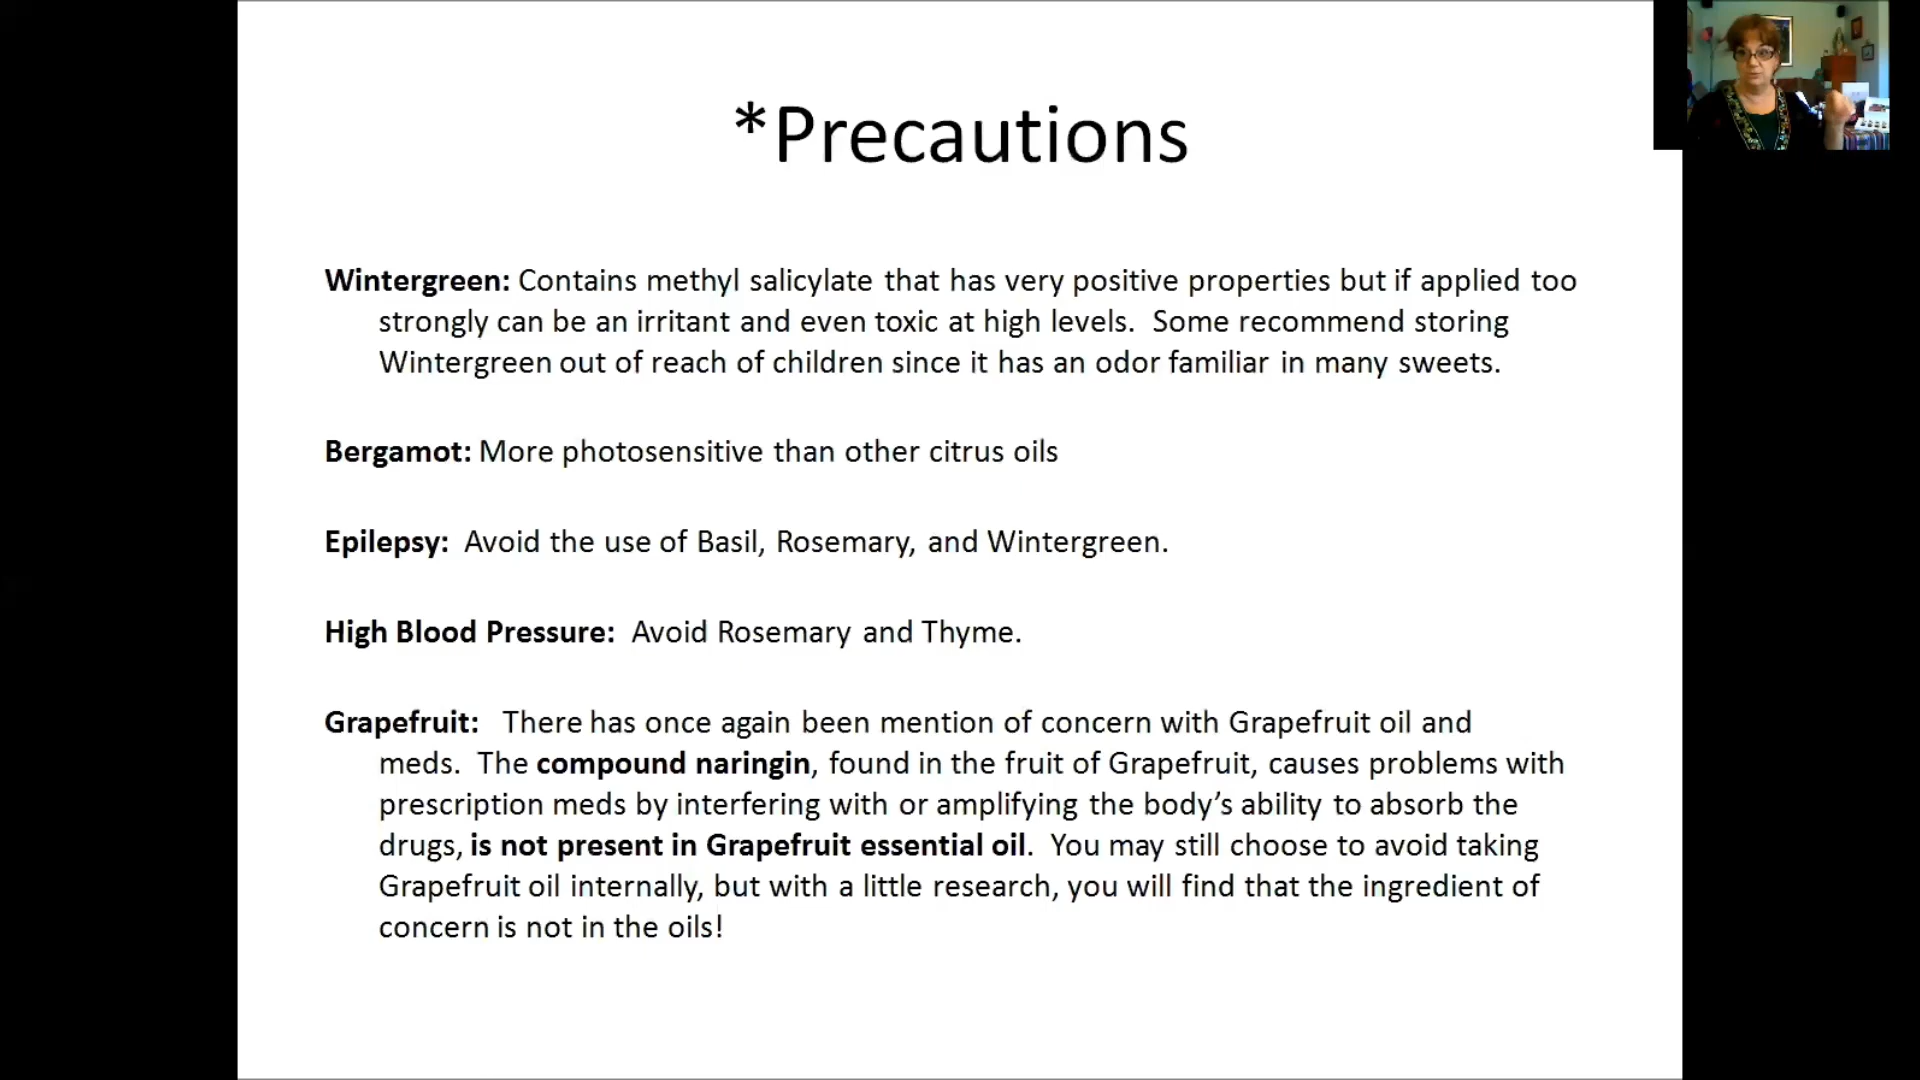 *Precautions
Wintergreen: Contains methyl salicylate that has very positive properties but if applied too
strongly can be an irritant and even toxic at high levels.  Some recommend storing
Wintergreen out of reach of children since it has an odor familiar in many sweets.
Bergamot: More photosensitive than other citrus oils
Epilepsy:  Avoid the use of Basil, Rosemary, and Wintergreen.
High Blood Pressure:  Avoid Rosemary and Thyme.
Grapefruit:   There has once again been mention of concern with Grapefruit oil and
meds.  The compound naringin, found in the fruit of Grapefruit, causes problems with
prescription meds by interfering with or amplifying the body’s ability to absorb the
drugs, is not present in Grapefruit essential oil.  You may still choose to avoid taking
Grapefruit oil internally, but with a little research, you will find that the ingredient of
concern is not in the oils!